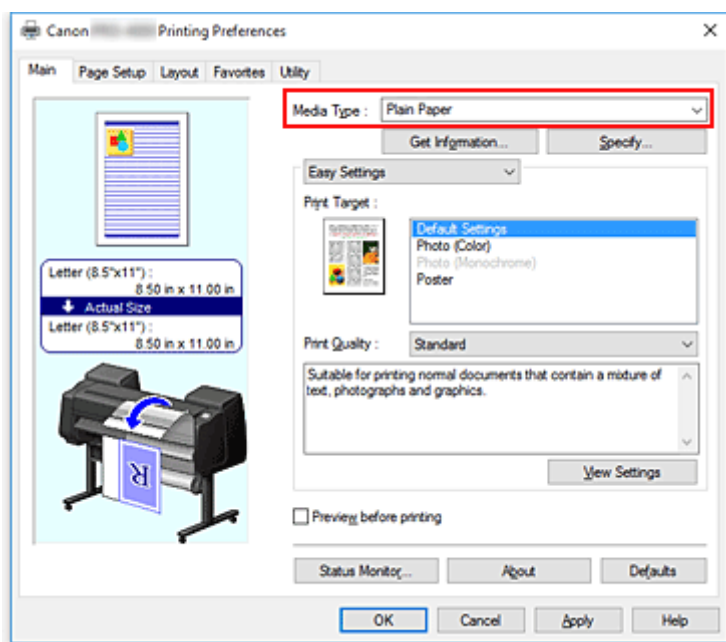 Canon Printing Preferences
Main Page Setup Layout Favorites Utility
Media Type : Plain Paper
Get Information... Specify...
Easy Settings
Print Target :
Default Settings
Photo (Color)
Photo (Monochrome)
Poster
Letter (8.5"x11") :
8.50 in x 11.00 in
Actual Size
Letter (8.5"x11") :
8.50 in x 11.00 in
Print Quality : Standard
Suitable for printing normal documents that contain a mixture of
text, photographs and graphics.
R
View Settings
Preview before printing
Status Monitor... About Defaults
OK Cancel Apply Help